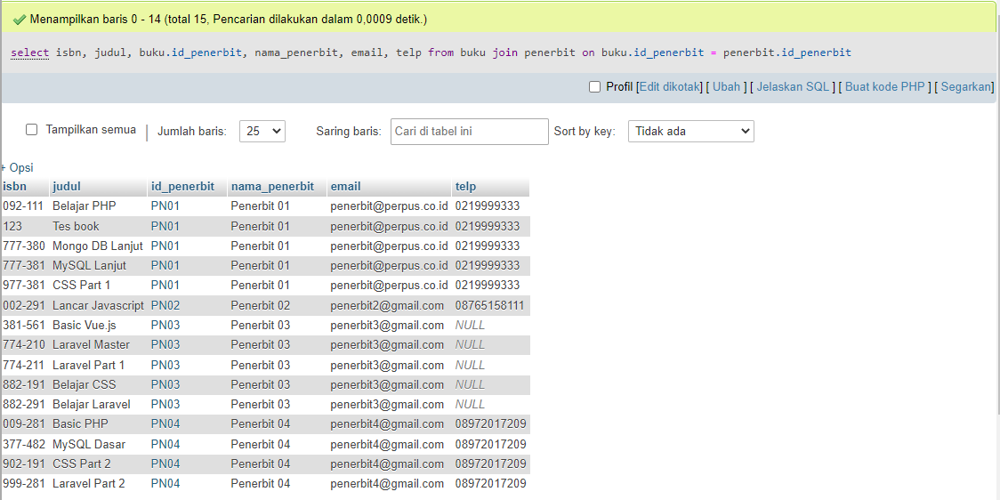 Menampilkan baris 0 - 14 (total 15, Pencarian dilakukan dalam 0,0009 detik.)
select isbn, judul, buku.id_penerbit, nama_penerbit, email, telp from buku join penerbit on buku.id_penerbit = penerbit.id_penerbit
Profil [Edit dikotak] [ Ubah ] [ Jelaskan SQL ] [ Buat kode PHP ] [ Segarkan]
Tampilkan semua | Jumlah baris: 25 Saring baris: Cari di tabel ini Sort by key: Tidak ada
+ Opsi
isbn judul id_penerbit nama_penerbit email telp
092-111 Belajar PHP PN01 Penerbit 01 penerbit@perpus.co.id 0219999333
123 Tes book PN01 Penerbit 01 penerbit@perpus.co.id 0219999333
777-380 Mongo DB Lanjut PN01 Penerbit 01 penerbit@perpus.co.id 0219999333
777-381 MySQL Lanjut PN01 Penerbit 01 penerbit@perpus.co.id 0219999333
977-381 CSS Part 1 PN01 Penerbit 01 penerbit@perpus.co.id 0219999333
002-291 Lancar Javascript PN02 Penerbit 02 penerbit2@gmail.com 08765158111
381-561 Basic Vue.js PN03 Penerbit 03 penerbit3@gmail.com NULL
774-210 Laravel Master PN03 Penerbit 03 penerbit3@gmail.com NULL
774-211 Laravel Part 1 PN03 Penerbit 03 penerbit3@gmail.com NULL
882-191 Belajar CSS PN03 Penerbit 03 penerbit3@gmail.com NULL
882-291 Belajar Laravel PN03 Penerbit 03 penerbit3@gmail.com NULL
009-281 Basic PHP PN04 Penerbit 04 penerbit4@gmail.com 08972017209
377-482 MySQL Dasar PN04 Penerbit 04 penerbit4@gmail.com 08972017209
902-191 CSS Part 2 PN04 Penerbit 04 penerbit4@gmail.com 08972017209
999-281 Laravel Part 2 PN04 Penerbit 04 penerbit4@gmail.com 08972017209